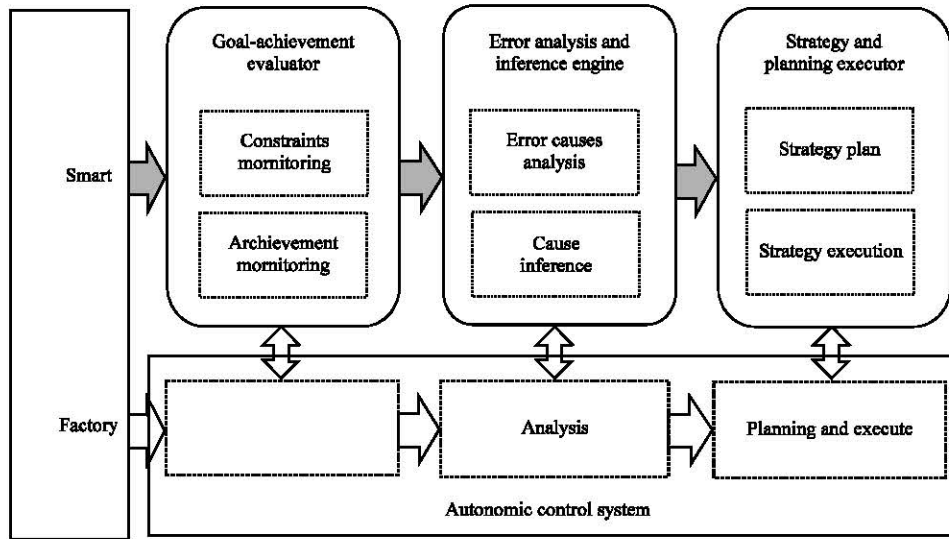 Goal-achievement
evaluator
Error analysis and
inference engine
Strategy and
planning executor
Constraints
mornitoring
Error causes
analysis
Strategy plan
Smart
Archievement
mornitoring
Cause
inference
Strategy execution
Factory
Analysis
Planning and execute
Autonomic control system